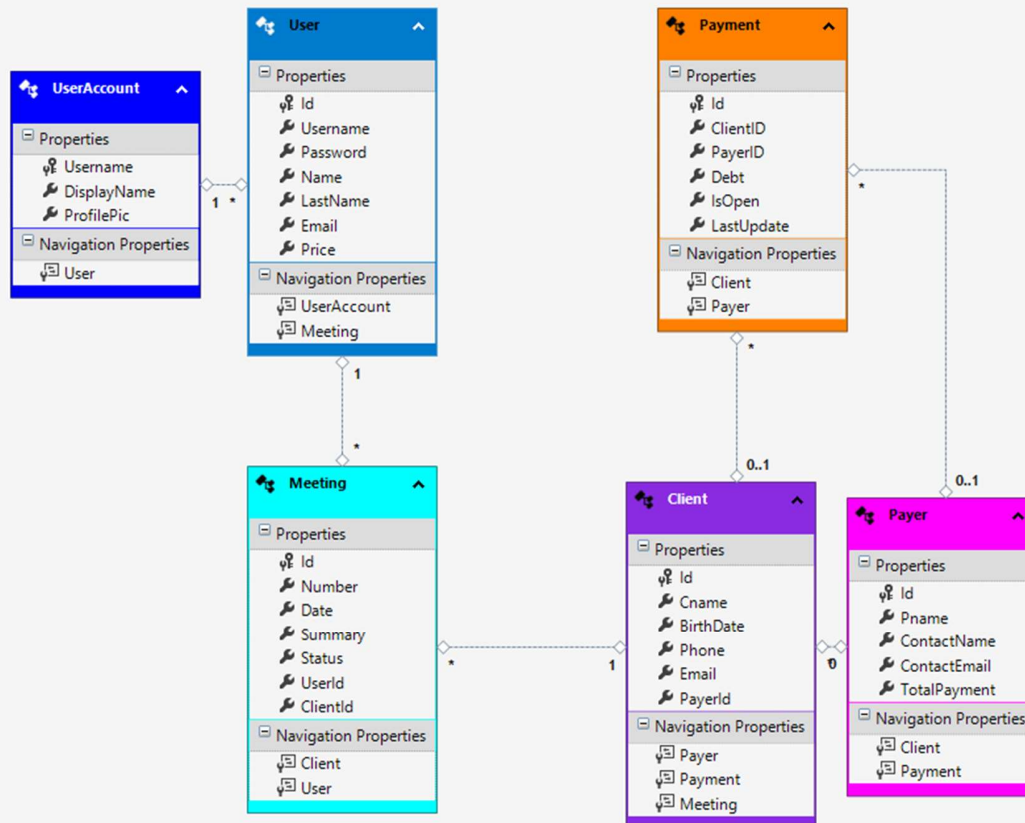 UserAccount
Properties
Username
DisplayName
ProfilePic
Navigation Properties
User
1 *
User
Properties
Id
Username
Password
Name
LastName
Email
Price
Navigation Properties
UserAccount
Meeting
1
*
Meeting
Properties
Id
Number
Date
Summary
Status
UserId
ClientId
Navigation Properties
Client
User
*
1
Payment
Properties
Id
ClientID
PayerID
Debt
IsOpen
LastUpdate
Navigation Properties
Client
Payer
*
*
0..1
0..1
Client
Properties
Id
Cname
BirthDate
Phone
Email
PayerId
Navigation Properties
Payer
Payment
Meeting
Payer
Properties
Id
Pname
ContactName
ContactEmail
TotalPayment
Navigation Properties
Client
Payment